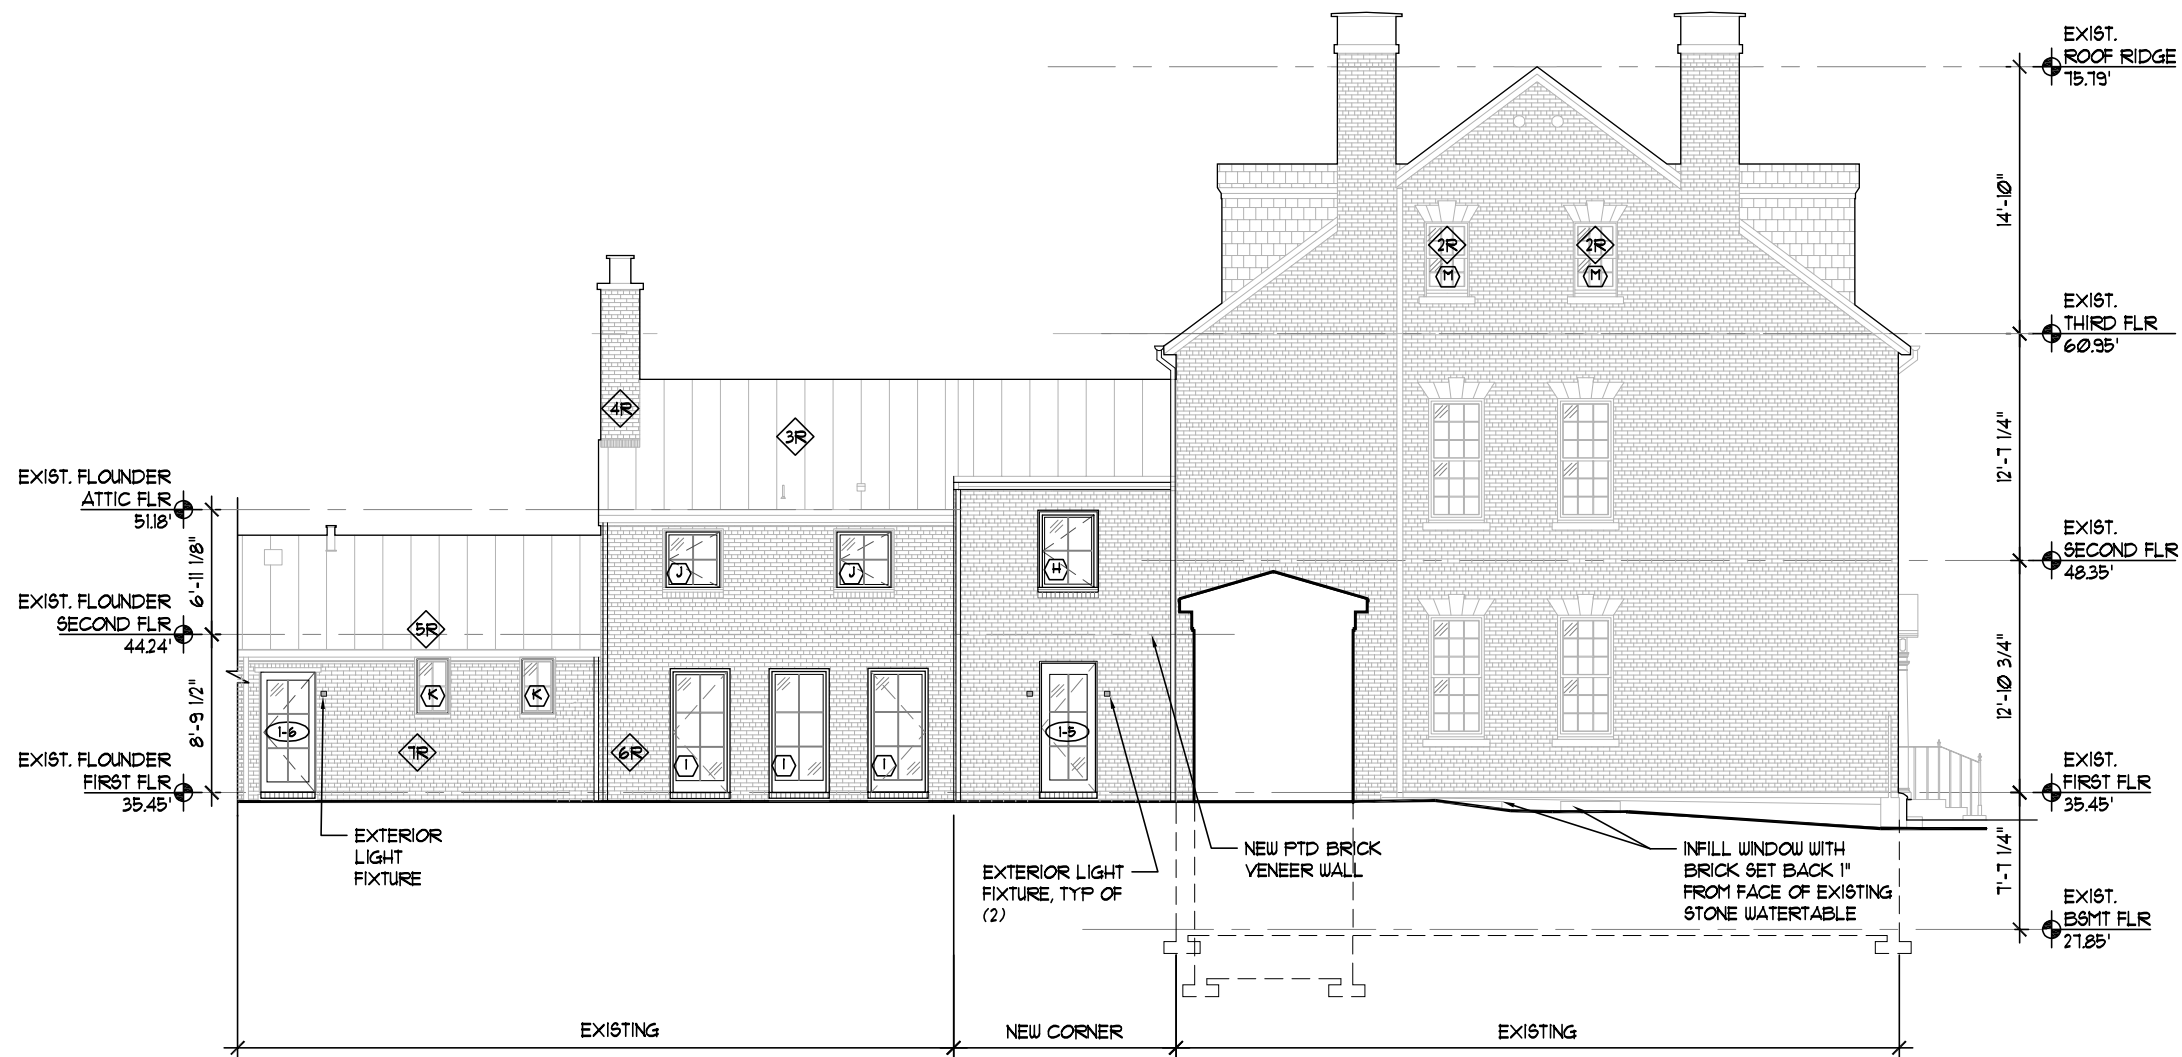 EXIST.
ROOF RIDGE
75.79'
14'-10"
2R
2R
M
M
EXIST.
THIRD FLR
60.95'
4R
3R
12'-7 1/4"
EXIST. FLOUNDER
ATTIC FLR
51.18'
EXIST.
SECOND FLR
48.35'
J
J
H
6'-11 1/8"
EXIST. FLOUNDER
SECOND FLR
44.24'
5R
12'-10 3/4"
8'-9 1/2"
K
K
1-6
1-5
7R
6R
I
I
I
EXIST. FLOUNDER
FIRST FLR
35.45'
EXIST.
FIRST FLR
35.45'
EXTERIOR
LIGHT
FIXTURE
EXTERIOR LIGHT
FIXTURE, TYP OF
(2)
NEW PTD BRICK
VENEER WALL
INFILL WINDOW WITH
BRICK SET BACK 1"
FROM FACE OF EXISTING
STONE WATERTABLE
7'-7 1/4"
EXIST.
BSMT FLR
27.85'
EXISTING
NEW CORNER
EXISTING